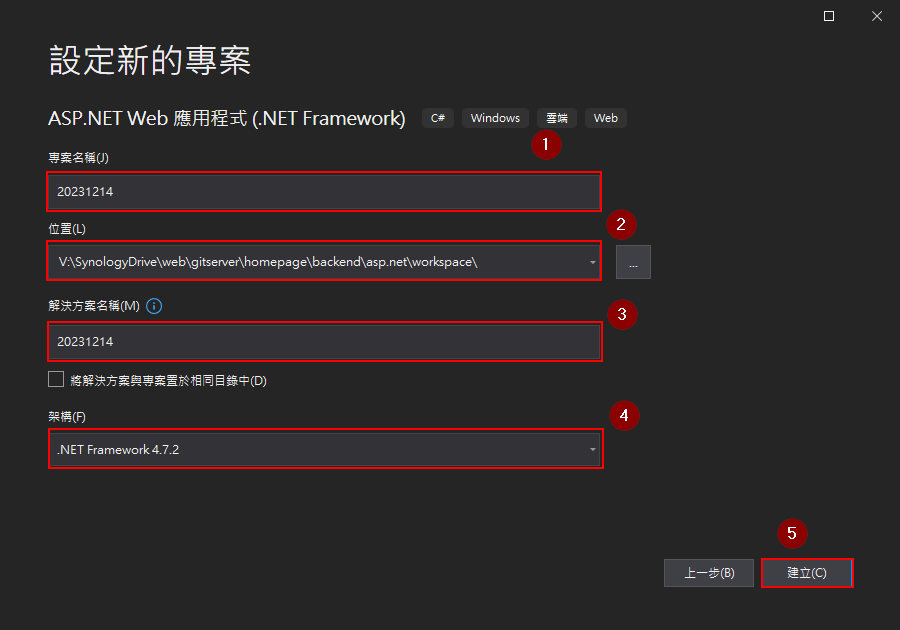 設定新的專案
ASP.NET Web 應用程式 (.NET Framework) C# Windows 雲端 Web
1
專案名稱(J)
20231214
2
位置(L)
V:\SynologyDrive\web\gitserver\homepage\backend\asp.net\workspace\
...
3
解決方案名稱(M)
20231214
將解決方案與專案置於相同目錄中(D)
4
架構(F)
.NET Framework 4.7.2
5
上一步(B) 建立(C)